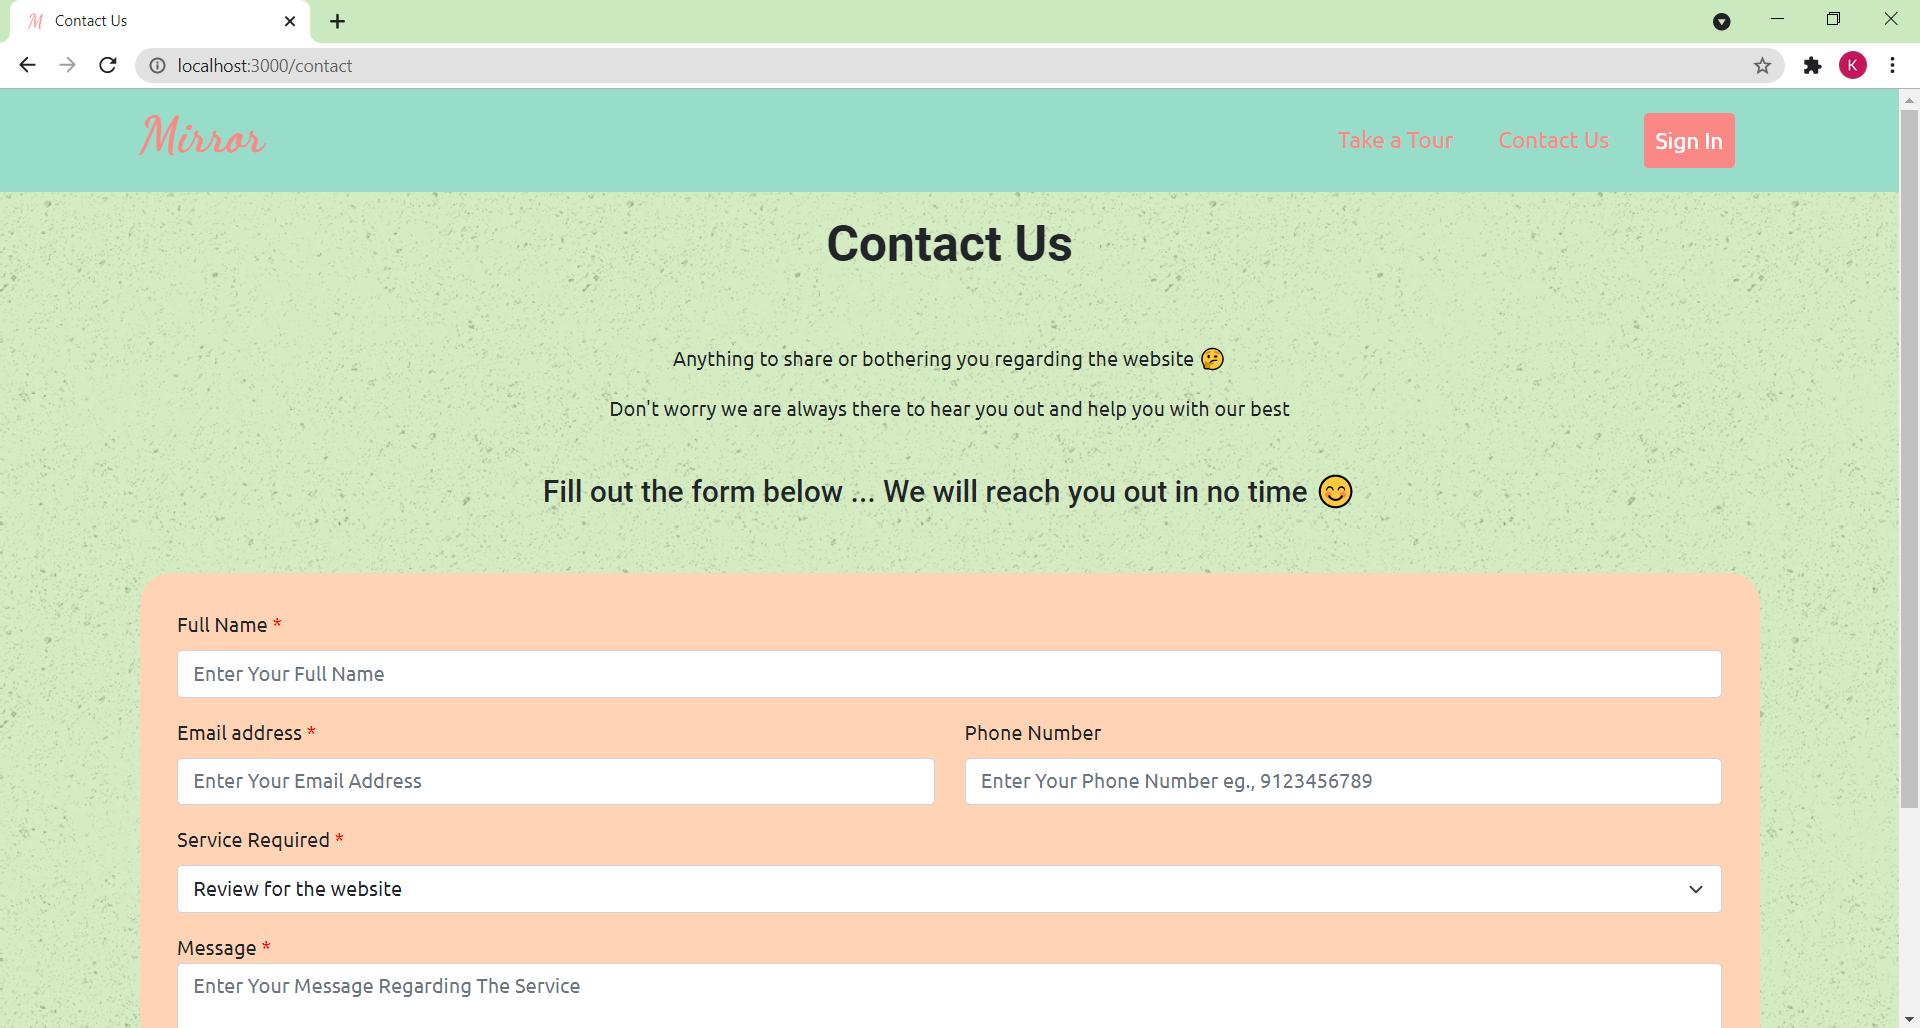 Contact Us
localhost:3000/contact
K
Mirror
Take a Tour
Contact Us
Sign In
Contact Us
Anything to share or bothering you regarding the website 🤔
Don't worry we are always there to hear you out and help you with our best
Fill out the form below ... We will reach you out in no time 😊
Full Name *
Enter Your Full Name
Email address *
Phone Number
Enter Your Email Address
Enter Your Phone Number eg., 9123456789
Service Required *
Review for the website
Message *
Enter Your Message Regarding The Service